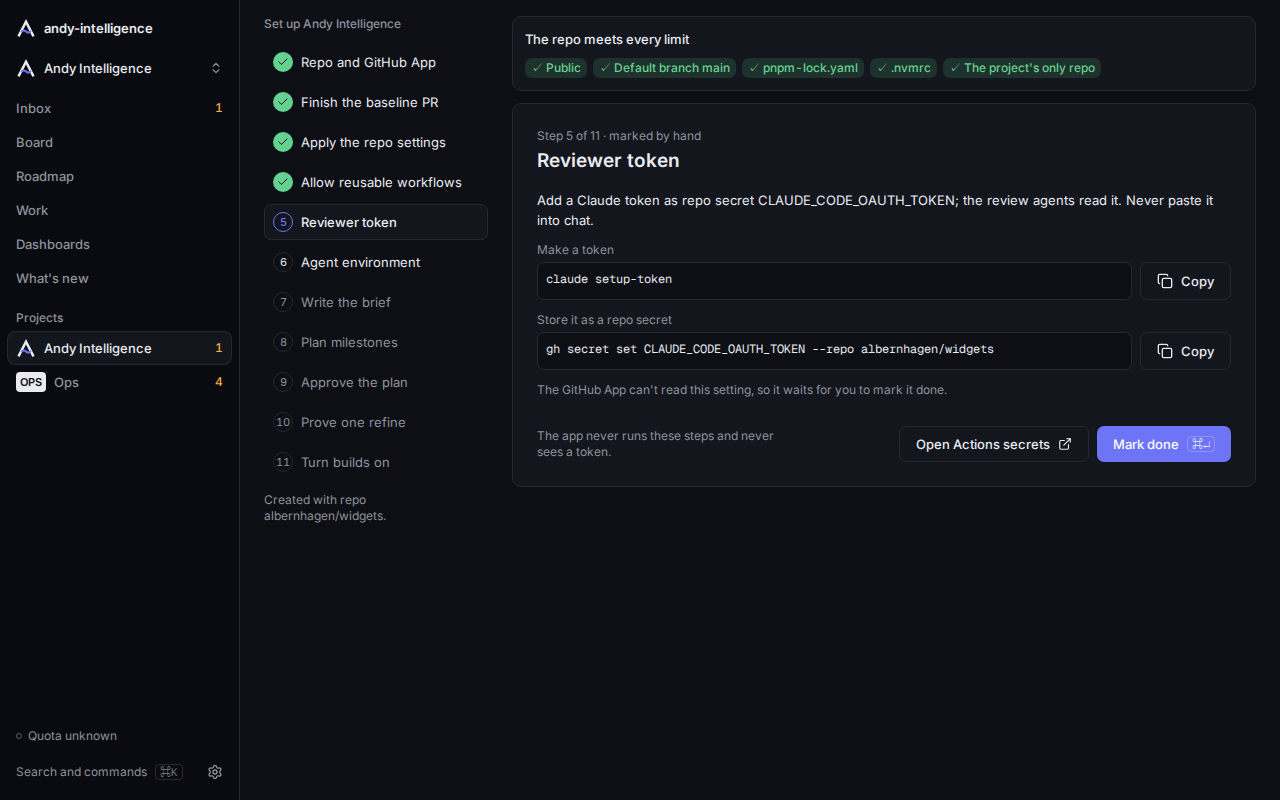 andy-intelligence
Andy Intelligence
Inbox 1
Board
Roadmap
Work
Dashboards
What's new
Projects
Andy Intelligence 1
OPS Ops 4
Quota unknown
Search and commands ⌘K
Set up Andy Intelligence
Repo and GitHub App
Finish the baseline PR
Apply the repo settings
Allow reusable workflows
5 Reviewer token
6 Agent environment
7 Write the brief
8 Plan milestones
9 Approve the plan
10 Prove one refine
11 Turn builds on
Created with repo
albernhagen/widgets.
The repo meets every limit
✓ Public ✓ Default branch main ✓ pnpm-lock.yaml ✓ .nvmrc ✓ The project's only repo
Step 5 of 11 · marked by hand
Reviewer token
Add a Claude token as repo secret CLAUDE_CODE_OAUTH_TOKEN; the review agents read it. Never paste it
into chat.
Make a token
claude setup-token
Copy
Store it as a repo secret
gh secret set CLAUDE_CODE_OAUTH_TOKEN --repo albernhagen/widgets
Copy
The GitHub App can't read this setting, so it waits for you to mark it done.
The app never runs these steps and never
sees a token.
Open Actions secrets
Mark done ⌘↵